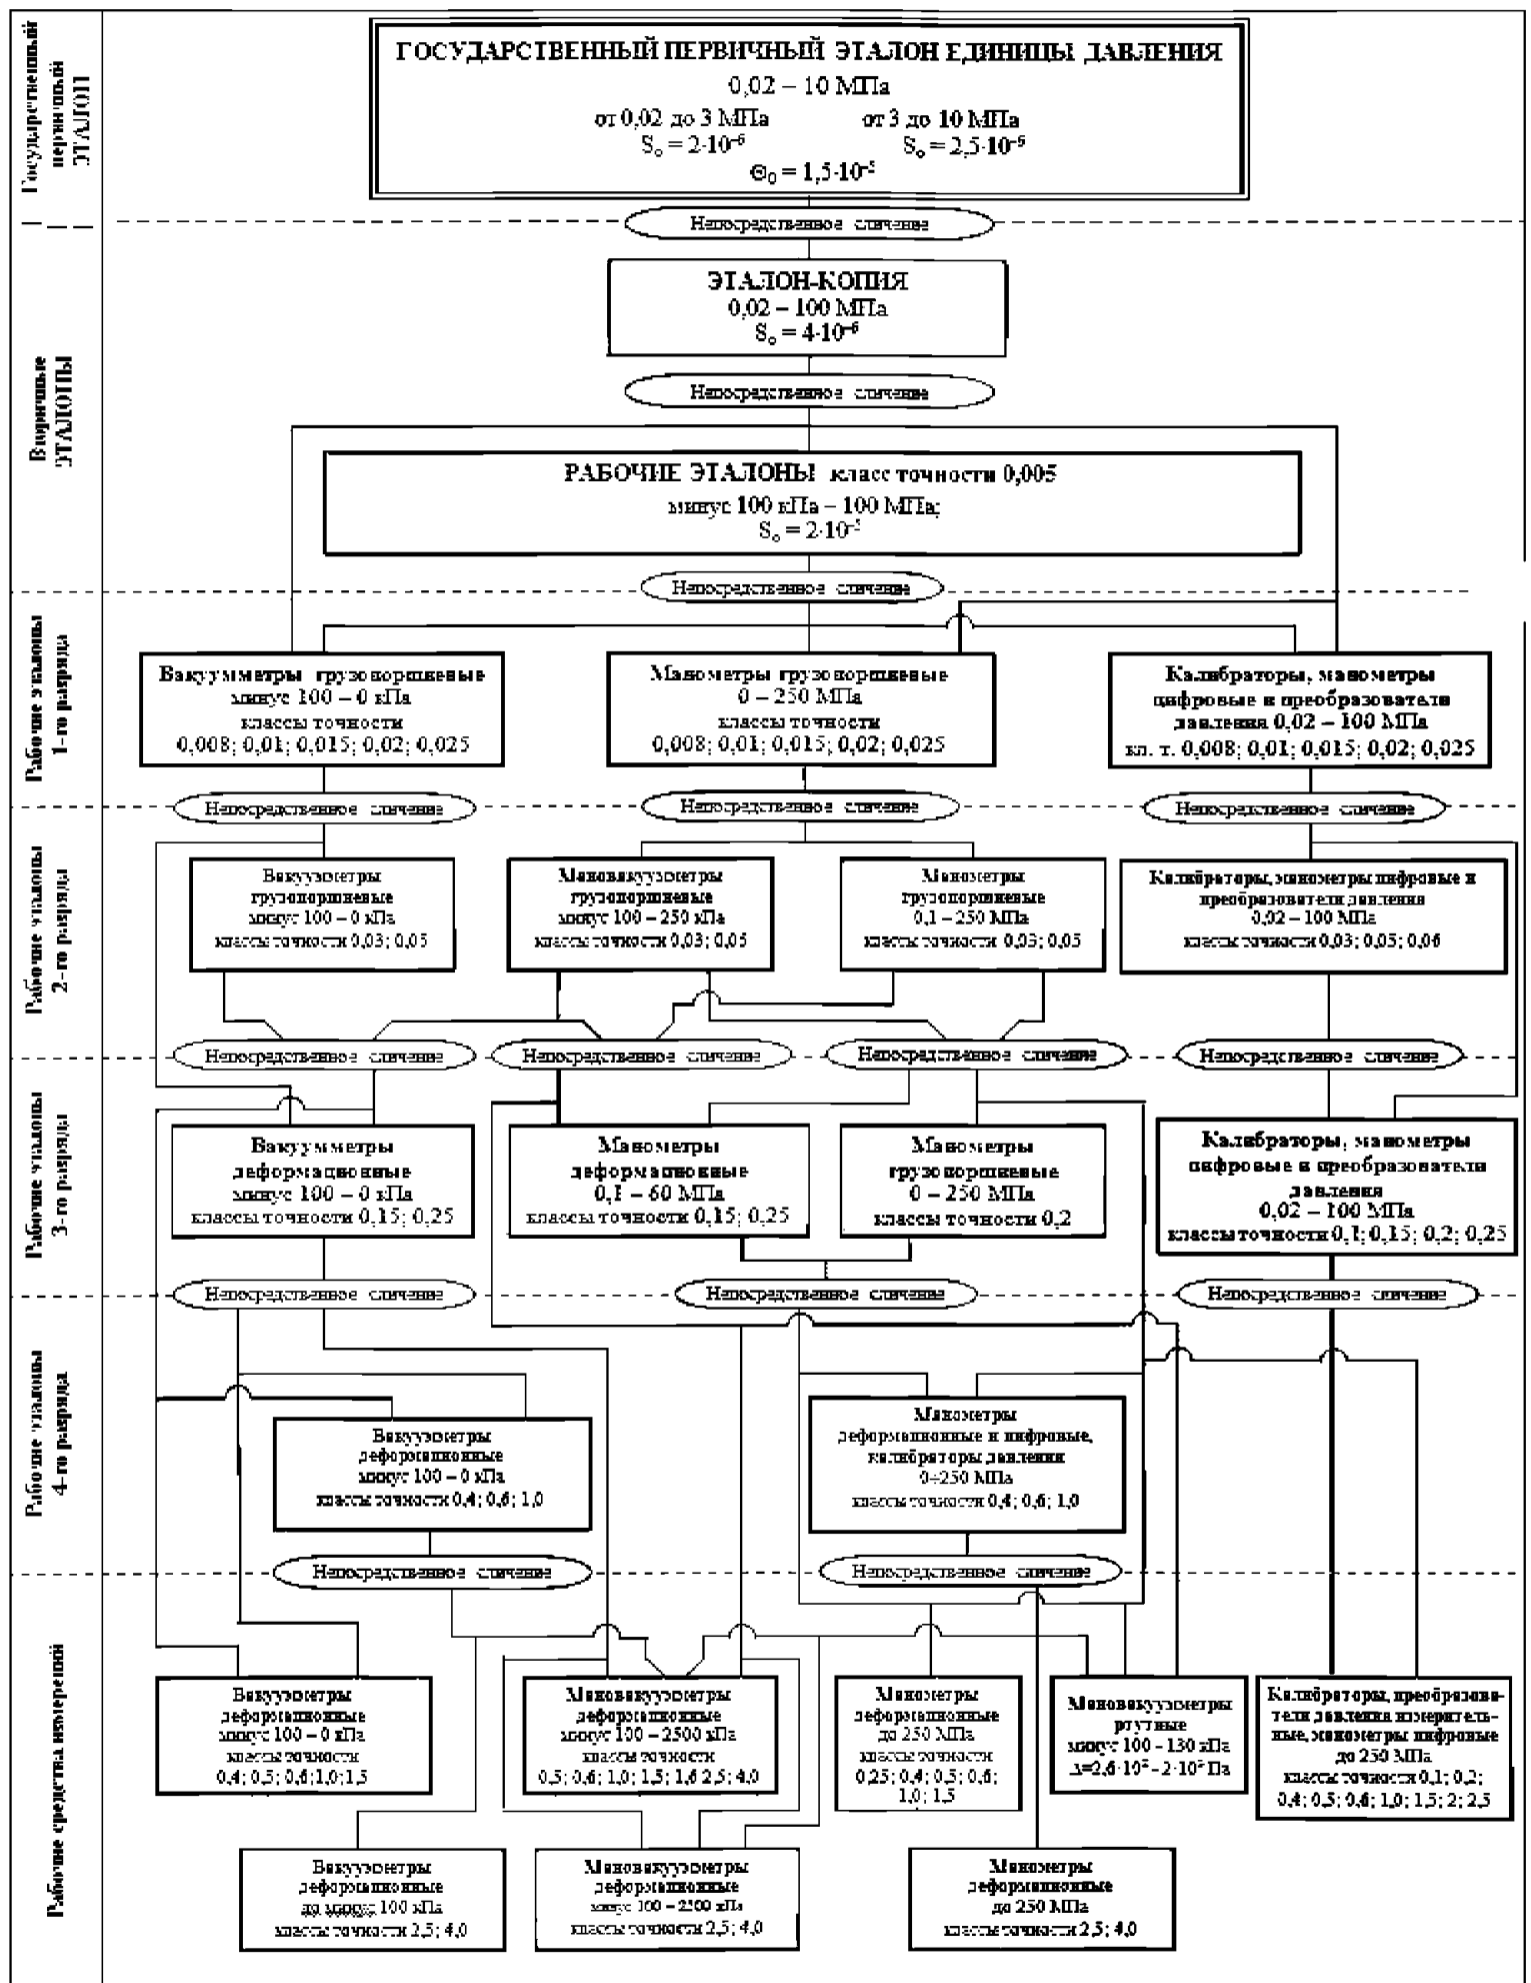 Государственный
первичный
ЭТАЛОН
ГОСУДАРСТВЕННЫЙ ПЕРВИЧНЫЙ ЭТАЛОН ЕДИНИЦЫ ДАВЛЕНИЯ
0,02 – 10 МПа
от 0,02 до 3 МПа
Sₒ = 2·10⁻⁶
от 3 до 10 МПа
Sₒ = 2,5·10⁻⁶
Θ₀ = 1,5·10⁻⁵
Непосредственное сличение
Вторичные
ЭТАЛОНЫ
ЭТАЛОН-КОПИЯ
0,02 – 100 МПа
Sₒ = 4·10⁻⁶
Непосредственное сличение
РАБОЧИЕ ЭТАЛОНЫ класс точности 0,005
минус 100 кПа – 100 МПа;
Sₒ = 2·10⁻⁵
Непосредственное сличение
Рабочие эталоны
1-го разряда
Вакуумметры грузопоршневые
минус 100 – 0 кПа
классы точности
0,008; 0,01; 0,015; 0,02; 0,025
Манометры грузопоршневые
0 – 250 МПа
классы точности
0,008; 0,01; 0,015; 0,02; 0,025
Калибраторы, манометры
цифровые и преобразователи
давления 0,02 – 100 МПа
кл. т. 0,008; 0,01; 0,015; 0,02; 0,025
Непосредственное сличение
Непосредственное сличение
Непосредственное сличение
Рабочие эталоны
2-го разряда
Вакуумметры
грузопоршневые
минус 100 – 0 кПа
классы точности 0,03; 0,05
Мановакуумметры
грузопоршневые
минус 100 – 250 кПа
классы точности 0,03; 0,05
Манометры
грузопоршневые
0,1 – 250 МПа
классы точности 0,03; 0,05
Калибраторы, манометры цифровые и
преобразователи давления
0,02 – 100 МПа
классы точности 0,03; 0,05; 0,06
Непосредственное сличение
Непосредственное сличение
Непосредственное сличение
Непосредственное сличение
Рабочие эталоны
3-го разряда
Вакуумметры
деформационные
минус 100 – 0 кПа
классы точности 0,15; 0,25
Манометры
деформационные
0,1 – 60 МПа
классы точности 0,15; 0,25
Манометры
грузопоршневые
0 – 250 МПа
классы точности 0,2
Калибраторы, манометры
цифровые и преобразователи
давления
0,02 – 100 МПа
классы точности 0,1; 0,15; 0,2; 0,25
Непосредственное сличение
Непосредственное сличение
Непосредственное сличение
Рабочие эталоны
4-го разряда
Вакуумметры
деформационные
минус 100 – 0 кПа
классы точности 0,4; 0,6; 1,0
Манометры
деформационные и цифровые,
калибраторы давления
0÷250 МПа
классы точности 0,4; 0,6; 1,0
Непосредственное сличение
Непосредственное сличение
Рабочие средства измерений
Вакуумметры
деформационные
минус 100 – 0 кПа
классы точности
0,4; 0,5; 0,6; 1,0; 1,5
Мановакуумметры
деформационные
минус 100 – 2500 кПа
классы точности
0,5; 0,6; 1,0; 1,5; 1,6 2,5; 4,0
Манометры
деформационные
до 250 МПа
классы точности
0,25; 0,4; 0,5; 0,6;
1,0; 1,5
Мановакуумметры
ртутные
минус 100 - 130 кПа
Калибраторы, преобразова-
тели давления измеритель-
ные, манометры цифровые
до 250 МПа
классы точности 0,1; 0,2;
0,4; 0,5; 0,6; 1,0; 1,5; 2; 2,5
Вакуумметры
деформационные
до минус 100 кПа
классы точности 2,5; 4,0
Мановакуумметры
деформационные
минус 100 – 2500 кПа
классы точности 2,5; 4,0
Манометры
деформационные
до 250 МПа
классы точности 2,5; 4,0